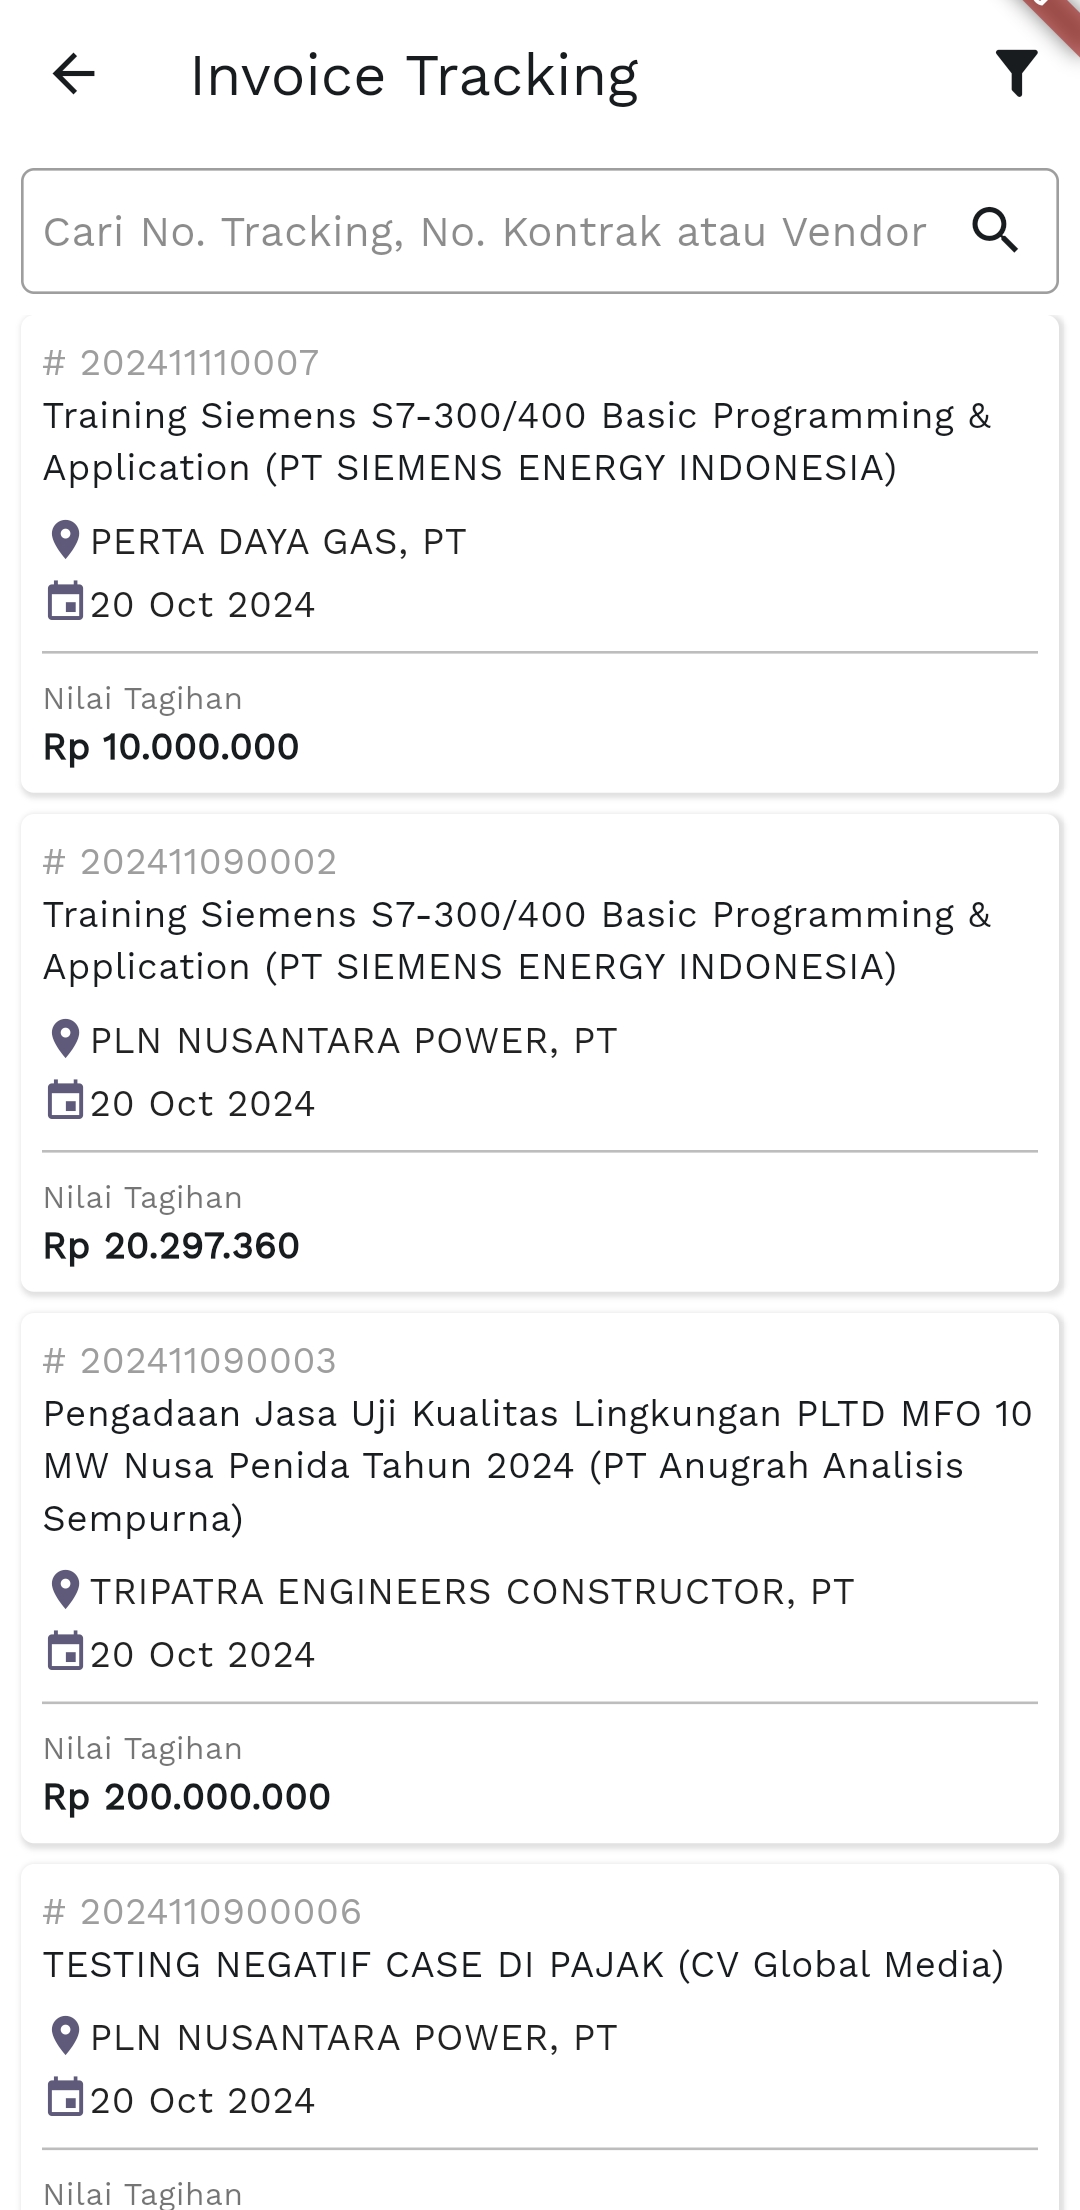 Invoice Tracking
Cari No. Tracking, No. Kontrak atau Vendor
# 202411110007
Training Siemens S7-300/400 Basic Programming &
Application (PT SIEMENS ENERGY INDONESIA)
PERTA DAYA GAS, PT
20 Oct 2024
Nilai Tagihan
Rp 10.000.000
# 202411090002
Training Siemens S7-300/400 Basic Programming &
Application (PT SIEMENS ENERGY INDONESIA)
PLN NUSANTARA POWER, PT
20 Oct 2024
Nilai Tagihan
Rp 20.297.360
# 202411090003
Pengadaan Jasa Uji Kualitas Lingkungan PLTD MFO 10
MW Nusa Penida Tahun 2024 (PT Anugrah Analisis
Sempurna)
TRIPATRA ENGINEERS CONSTRUCTOR, PT
20 Oct 2024
Nilai Tagihan
Rp 200.000.000
# 2024110900006
TESTING NEGATIF CASE DI PAJAK (CV Global Media)
PLN NUSANTARA POWER, PT
20 Oct 2024
Nilai Tagihan